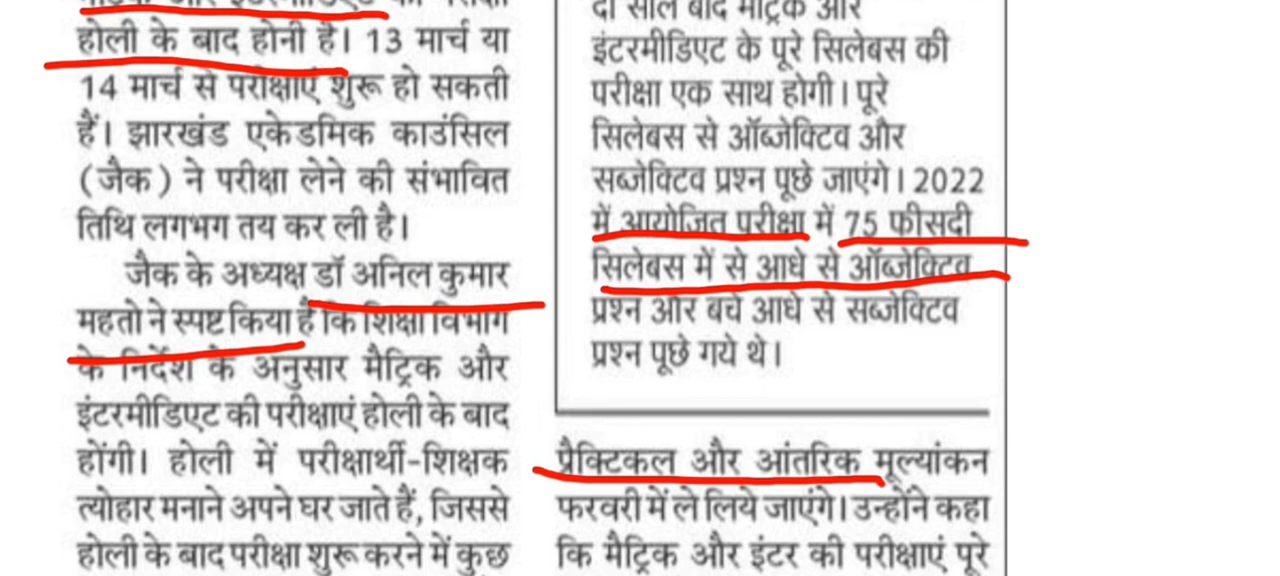 होली के बाद होनी है। 13 मार्च या
14 मार्च से परीक्षाएं शुरू हो सकती
हैं। झारखंड एकेडमिक काउंसिल
(जैक) ने परीक्षा लेने की संभावित
तिथि लगभग तय कर ली है।
जैक के अध्यक्ष डॉ अनिल कुमार
महतो ने स्पष्ट किया है कि शिक्षा विभाग
के निर्देश के अनुसार मैट्रिक और
इंटरमीडिएट की परीक्षाएं होली के बाद
होंगी। होली में परीक्षार्थी-शिक्षक
त्योहार मनाने अपने घर जाते हैं, जिससे
होली के बाद परीक्षा शुरू करने में कुछ
दो साल बाद मैट्रिक और
इंटरमीडिएट के पूरे सिलेबस की
परीक्षा एक साथ होगी। पूरे
सिलेबस से ऑब्जेक्टिव और
सब्जेक्टिव प्रश्न पूछे जाएंगे। 2022
में आयोजित परीक्षा में 75 फीसदी
सिलेबस में से आधे से ऑब्जेक्टिव
प्रश्न और बचे आधे से सब्जेक्टिव
प्रश्न पूछे गये थे।
प्रैक्टिकल और आंतरिक मूल्यांकन
फरवरी में ले लिये जाएंगे। उन्होंने कहा
कि मैट्रिक और इंटर की परीक्षाएं पूरे